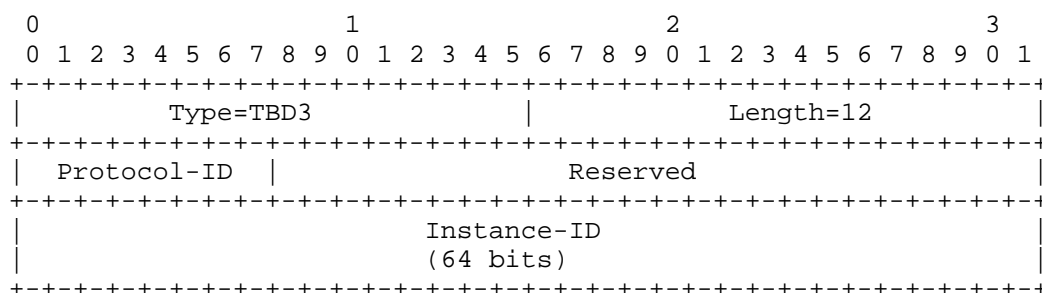 0                   1                   2                   3
 0 1 2 3 4 5 6 7 8 9 0 1 2 3 4 5 6 7 8 9 0 1 2 3 4 5 6 7 8 9 0 1
+-+-+-+-+-+-+-+-+-+-+-+-+-+-+-+-+-+-+-+-+-+-+-+-+-+-+-+-+-+-+-+-+
|         Type=TBD3             |            Length=12          |
+-+-+-+-+-+-+-+-+-+-+-+-+-+-+-+-+-+-+-+-+-+-+-+-+-+-+-+-+-+-+-+-+
|  Protocol-ID  |                  Reserved                     |
+-+-+-+-+-+-+-+-+-+-+-+-+-+-+-+-+-+-+-+-+-+-+-+-+-+-+-+-+-+-+-+-+
|                         Instance-ID                           |
|                         (64 bits)                             |
+-+-+-+-+-+-+-+-+-+-+-+-+-+-+-+-+-+-+-+-+-+-+-+-+-+-+-+-+-+-+-+-+